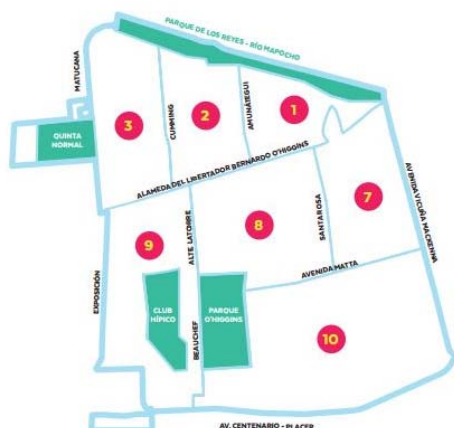 PARQUE DE LOS REYES - RÍO MAPOCHO
MATUCANA
CUMMING
AMUNÁTEGUI
1
2
3
QUINTA
NORMAL
ALAMEDA DEL LIBERTADOR BERNARDO O'HIGGINS
AVENIDA VICUÑA MACKENNA
7
SANTAROSA
8
9
ALTE. LATORRE
AVENIDA MATTA
EXPOSICIÓN
CLUB
HÍPICO
BEAUCHEF
PARQUE
O'HIGGINS
10
AV. CENTENARIO - PLACER